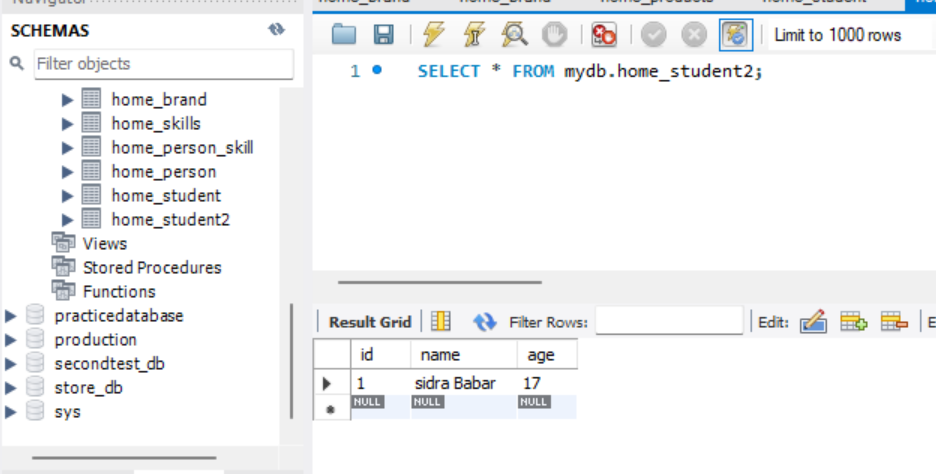 SCHEMAS
Filter objects
home_brand
home_skills
home_person_skill
home_person
home_student
home_student2
Views
Stored Procedures
Functions
practicedatabase
production
secondtest_db
store_db
sys
Limit to 1000 rows
1 SELECT * FROM mydb.home_student2;
Result Grid Filter Rows: Edit:
id name age
1 sidra Babar 17
NULL NULL NULL